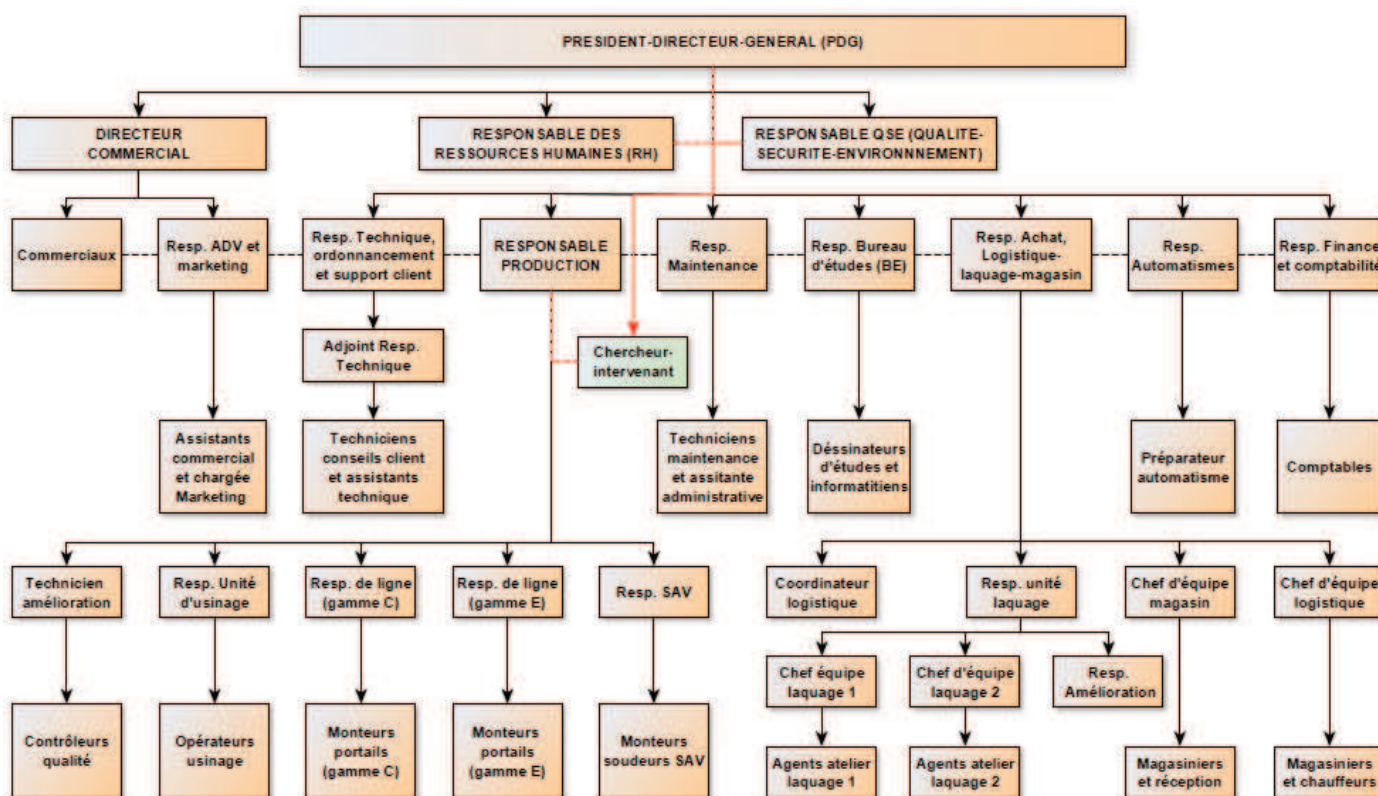 PRESIDENT-DIRECTEUR-GENERAL (PDG)
DIRECTEUR
COMMERCIAL
RESPONSABLE DES
RESSOURCES HUMAINES (RH)
RESPONSABLE QSE (QUALITE-
SECURITE-ENVIRONNNEMENT)
Commerciaux
Resp. ADV et
marketing
Resp. Technique,
ordonnancement
et support client
RESPONSABLE
PRODUCTION
Resp.
Maintenance
Resp. Bureau
d'études (BE)
Resp. Achat,
Logistique-
laquage-magasin
Resp.
Automatismes
Resp. Finance
et comptabilité
Adjoint Resp.
Technique
Chercheur-
intervenant
Assistants
commercial
et chargée
Marketing
Techniciens
conseils client
et assistants
technique
Techniciens
maintenance
et assitante
administrative
Déssinateurs
d'études et
informatitiens
Préparateur
automatisme
Comptables
Technicien
amélioration
Resp. Unité
d'usinage
Resp. de ligne
(gamme C)
Resp. de ligne
(gamme E)
Resp. SAV
Coordinateur
logistique
Resp. unité
laquage
Chef d'équipe
magasin
Chef d'équipe
logistique
Chef équipe
laquage 1
Chef d'équipe
laquage 2
Resp.
Amélioration
Contrôleurs
qualité
Opérateurs
usinage
Monteurs
portails
(gamme C)
Monteurs
portails
(gamme E)
Monteurs
soudeurs SAV
Agents atelier
laquage 1
Agents atelier
laquage 2
Magasiniers
et réception
Magasiniers
et chauffeurs